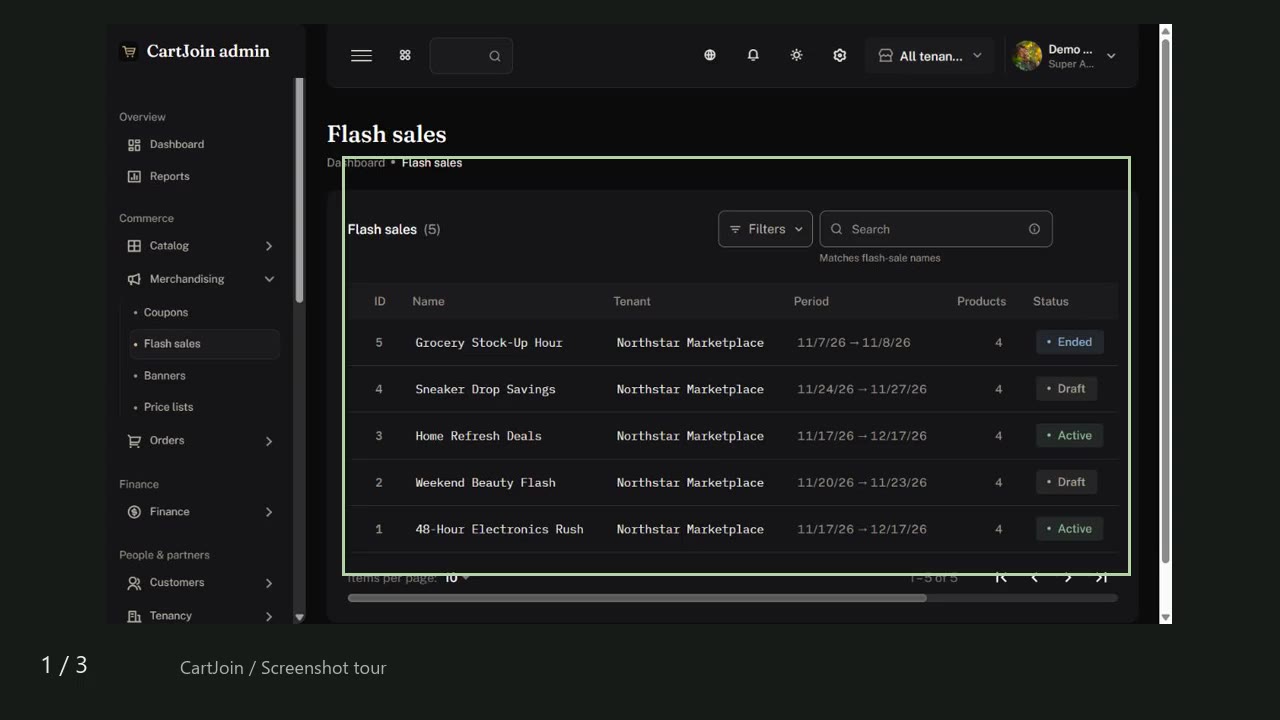 CartJoin admin
All tenan...
Demo ...
Super A...
Overview
Dashboard
Reports
Commerce
Catalog
Merchandising
Coupons
Flash sales
Banners
Price lists
Orders
Finance
Finance
People & partners
Customers
Tenancy
Flash sales
Dashboard • Flash sales
Flash sales (5)
Filters
Search
Matches flash-sale names
ID Name Tenant Period Products Status
5 Grocery Stock-Up Hour Northstar Marketplace 11/7/26 → 11/8/26 4 • Ended
4 Sneaker Drop Savings Northstar Marketplace 11/24/26 → 11/27/26 4 • Draft
3 Home Refresh Deals Northstar Marketplace 11/17/26 → 12/17/26 4 • Active
2 Weekend Beauty Flash Northstar Marketplace 11/20/26 → 11/23/26 4 • Draft
1 48-Hour Electronics Rush Northstar Marketplace 11/17/26 → 12/17/26 4 • Active
Items per page: 10
1 – 5 of 5
1 / 3
CartJoin / Screenshot tour